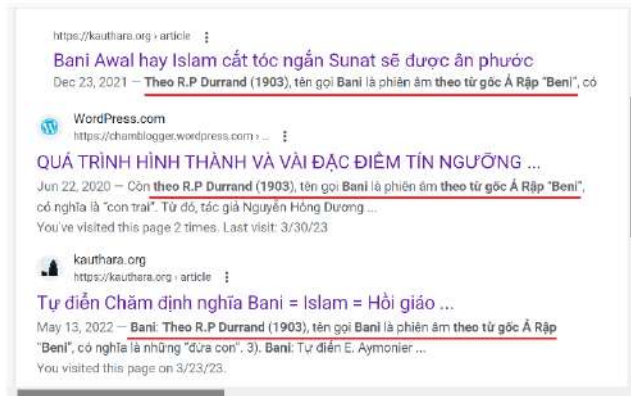 https://kauthara.org › article
Bani Awal hay Islam cắt tóc ngắn Sunat sẽ được ân phước
Dec 23, 2021 — Theo R.P Durrand (1903), tên gọi Bani là phiên âm theo từ gốc Á Rập "Beni", có
WordPress.com
https://chamblogger.wordpress.com › ...
QUÁ TRÌNH HÌNH THÀNH VÀ VÀI ĐẶC ĐIỂM TÍN NGƯỠNG ...
Jun 22, 2020 — Còn theo R.P Durrand (1903), tên gọi Bani là phiên âm theo từ gốc Á Rập "Beni",
có nghĩa là "con trai". Từ đó, tác giả Nguyễn Hồng Dương ...
You've visited this page 2 times. Last visit: 3/30/23
kauthara.org
https://kauthara.org › article
Tự điển Chăm định nghĩa Bani = Islam = Hồi giáo ...
May 13, 2022 — Bani: Theo R.P Durrand (1903), tên gọi Bani là phiên âm theo từ gốc Á Rập
"Beni", có nghĩa là những "đứa con". 3). Bani: Tự điển E. Aymonier ...
You visited this page on 3/23/23.